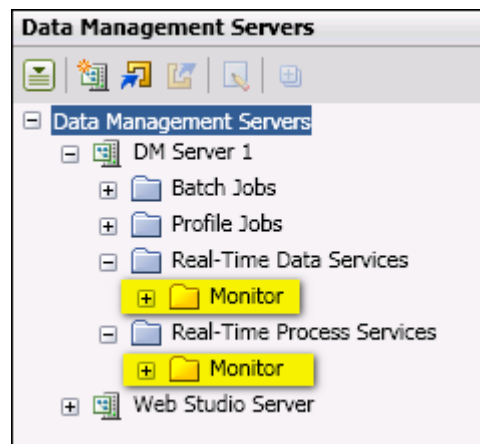 Data Management Servers
Data Management Servers
DM Server 1
Batch Jobs
Profile Jobs
Real-Time Data Services
Monitor
Real-Time Process Services
Monitor
Web Studio Server